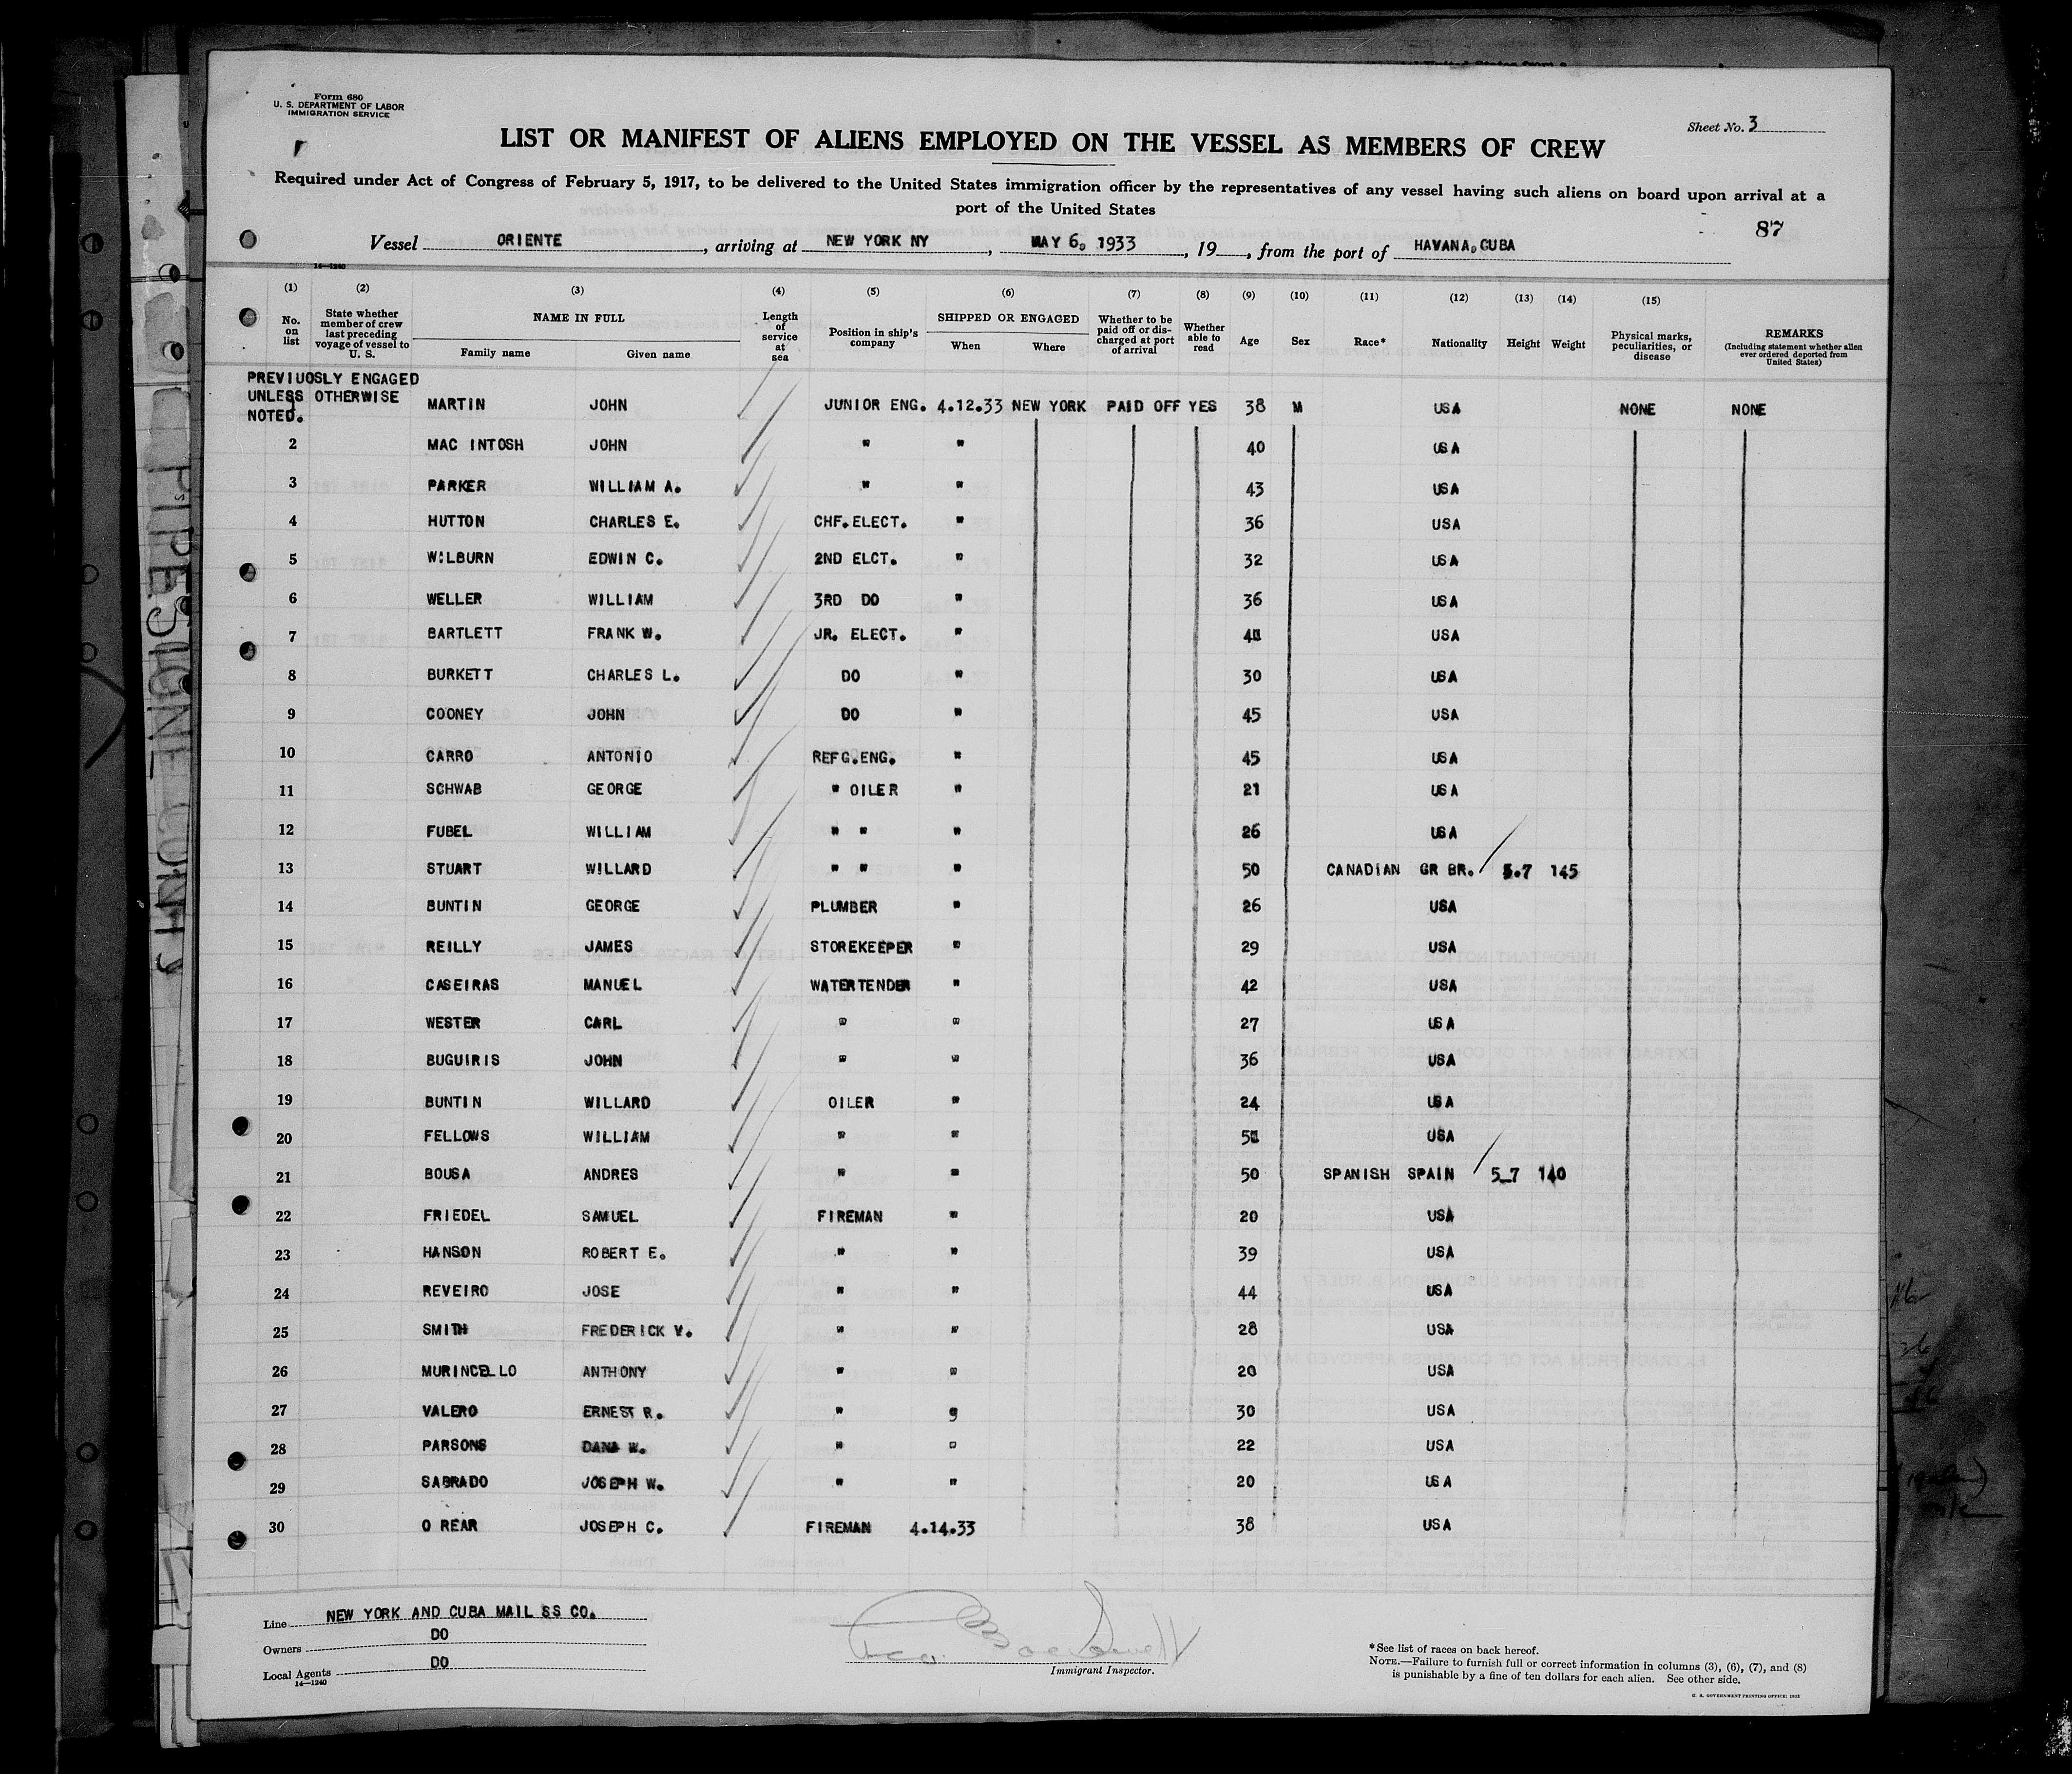 Form 680
U. S. DEPARTMENT OF LABOR
IMMIGRATION SERVICE
Sheet No. 3
LIST OR MANIFEST OF ALIENS EMPLOYED ON THE VESSEL AS MEMBERS OF CREW
Required under Act of Congress of February 5, 1917, to be delivered to the United States immigration officer by the representatives of any vessel having such aliens on board upon arrival at a
port of the United States
87
Vessel ORIENTE, arriving at NEW YORK NY, MAY 6, 1933, 19, from the port of HAVANA, CUBA
14—1240
(1) (2) (3) (4) (5) (6) (7) (8) (9) (10) (11) (12) (13) (14) (15)
No. on list State whether member of crew last preceding voyage of vessel to U. S. NAME IN FULL Family name Given name Length of service at sea Position in ship's company SHIPPED OR ENGAGED When Where Whether to be paid off or discharged at port of arrival Whether able to read Age Sex Race* Nationality Height Weight Physical marks, peculiarities, or disease REMARKS (Including statement whether alien ever ordered deported from United States)
PREVIUOSLY ENGAGED
UNLESS OTHERWISE
NOTED.
1 MARTIN JOHN JUNIOR ENG. 4.12.33 NEW YORK PAID OFF YES 38 M USA NONE NONE
2 MAC INTOSH JOHN " " 40 USA
3 PARKER WILLIAM A. " " 43 USA
4 HUTTON CHARLES E. CHF.ELECT. " 36 USA
5 WILBURN EDWIN C. 2ND ELCT. " 32 USA
6 WELLER WILLIAM 3RD DO " 36 USA
7 BARTLETT FRANK W. JR. ELECT. " USA
8 BURKETT CHARLES L. DO " 30 USA
9 COONEY JOHN DO " 45 USA
10 CARRO ANTONIO REFG.ENG. " 45 USA
11 SCHWAB GEORGE " OILER " 21 USA
12 FUBEL WILLIAM " " " 26 USA
13 STUART WILLARD " " " 50 CANADIAN GR BR. 5.7 145
14 BUNTIN GEORGE PLUMBER " 26 USA
15 REILLY JAMES STOREKEEPER " 29 USA
16 CASEIRAS MANUEL WATERTENDER " 42 USA
17 WESTER CARL " " 27 USA
18 BUGUIRIS JOHN " " 36 USA
19 BUNTIN WILLARD OILER " 24 USA
20 FELLOWS WILLIAM " " USA
21 BOUSA ANDRES " " 50 SPANISH SPAIN 5_7 140
22 FRIEDEL SAMUEL FIREMAN " 20 USA
23 HANSON ROBERT E. " " 39 USA
24 REVEIRO JOSE " " 44 USA
25 SMITH FREDERICK V. " " 28 USA
26 MURINCELLO ANTHONY " " 20 USA
27 VALERO ERNEST R. " 9 30 USA
28 PARSONS DANA W. " " 22 USA
29 SABRADO JOSEPH W. " " 20 USA
30 O REAR JOSEPH C. FIREMAN 4.14.33 38 USA
Line NEW YORK AND CUBA MAIL SS CO.
Owners DO
Local Agents DO
14—1240
Immigrant Inspector.
*See list of races on back hereof.
NOTE.—Failure to furnish full or correct information in columns (3), (6), (7), and (8)
is punishable by a fine of ten dollars for each alien. See other side.
U. S. GOVERNMENT PRINTING OFFICE: 1932